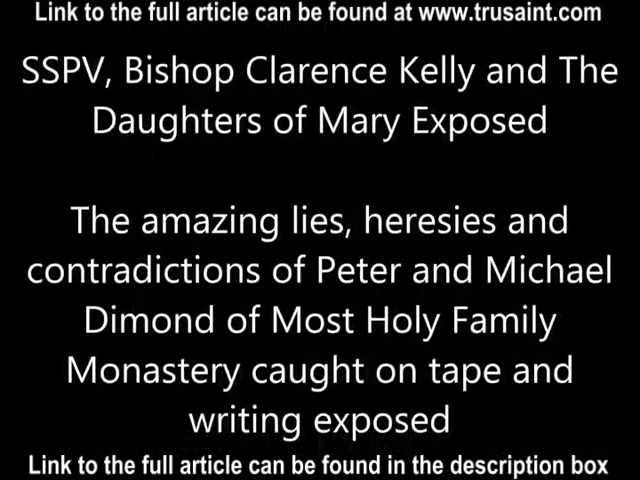 Link to the full article can be found at www.trusaint.com
SSPV, Bishop Clarence Kelly and The
Daughters of Mary Exposed
The amazing lies, heresies and
contradictions of Peter and Michael
Dimond of Most Holy Family
Monastery caught on tape and
writing exposed
Link to the full article can be found in the description box